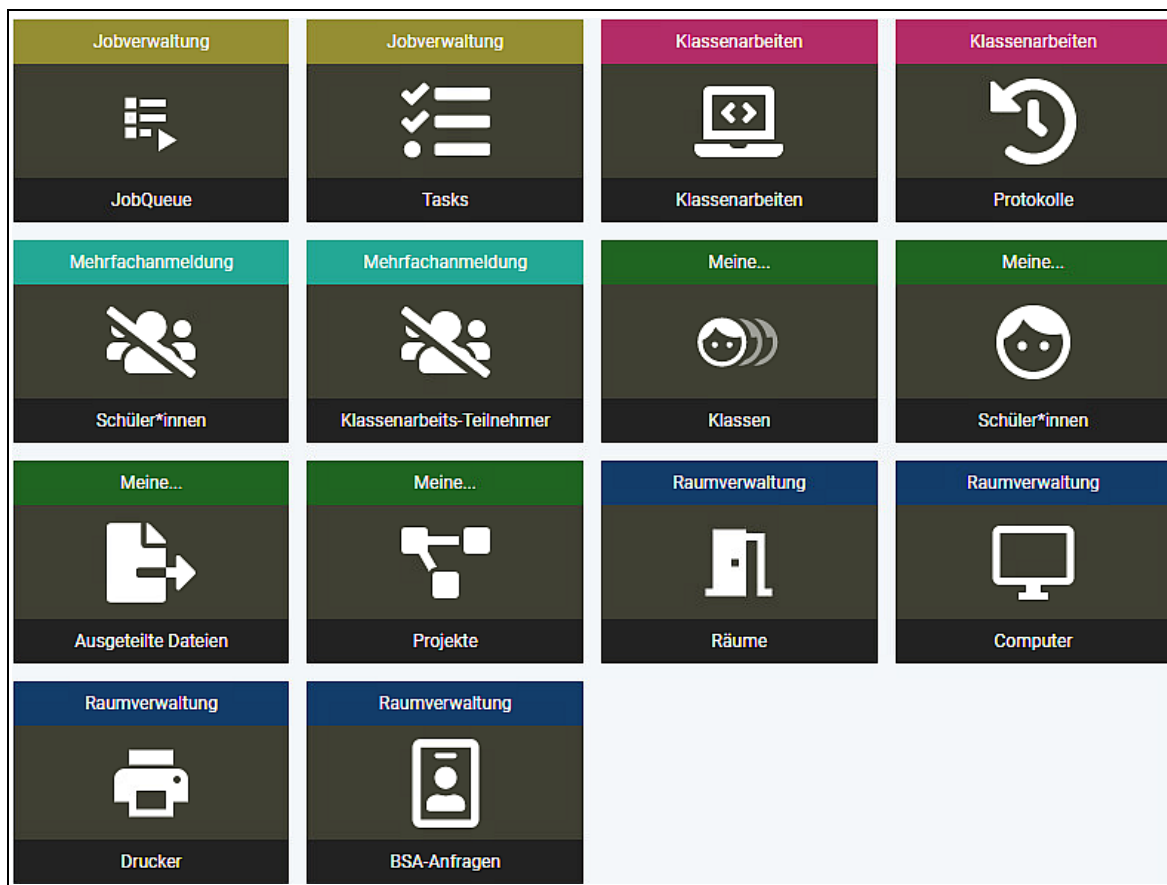 Jobverwaltung
Jobverwaltung
Klassenarbeiten
Klassenarbeiten
JobQueue
Tasks
Klassenarbeiten
Protokolle
Mehrfachanmeldung
Mehrfachanmeldung
Meine...
Meine...
Schüler*innen
Klassenarbeits-Teilnehmer
Klassen
Schüler*innen
Meine...
Meine...
Raumverwaltung
Raumverwaltung
Ausgeteilte Dateien
Projekte
Räume
Computer
Raumverwaltung
Raumverwaltung
Drucker
BSA-Anfragen